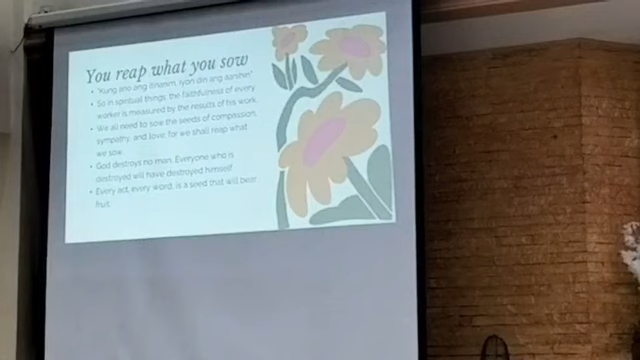 You reap what you sow
• "Kung ano ang itinanim, iyon din ang aanihin"
• So in spiritual things, the faithfulness of every
worker is measured by the results of his work.
• We all need to sow the seeds of compassion,
sympathy, and love; for we shall reap what
we sow.
• God destroys no man. Everyone who is
destroyed will have destroyed himself
• Every act, every word, is a seed that will bear
fruit.